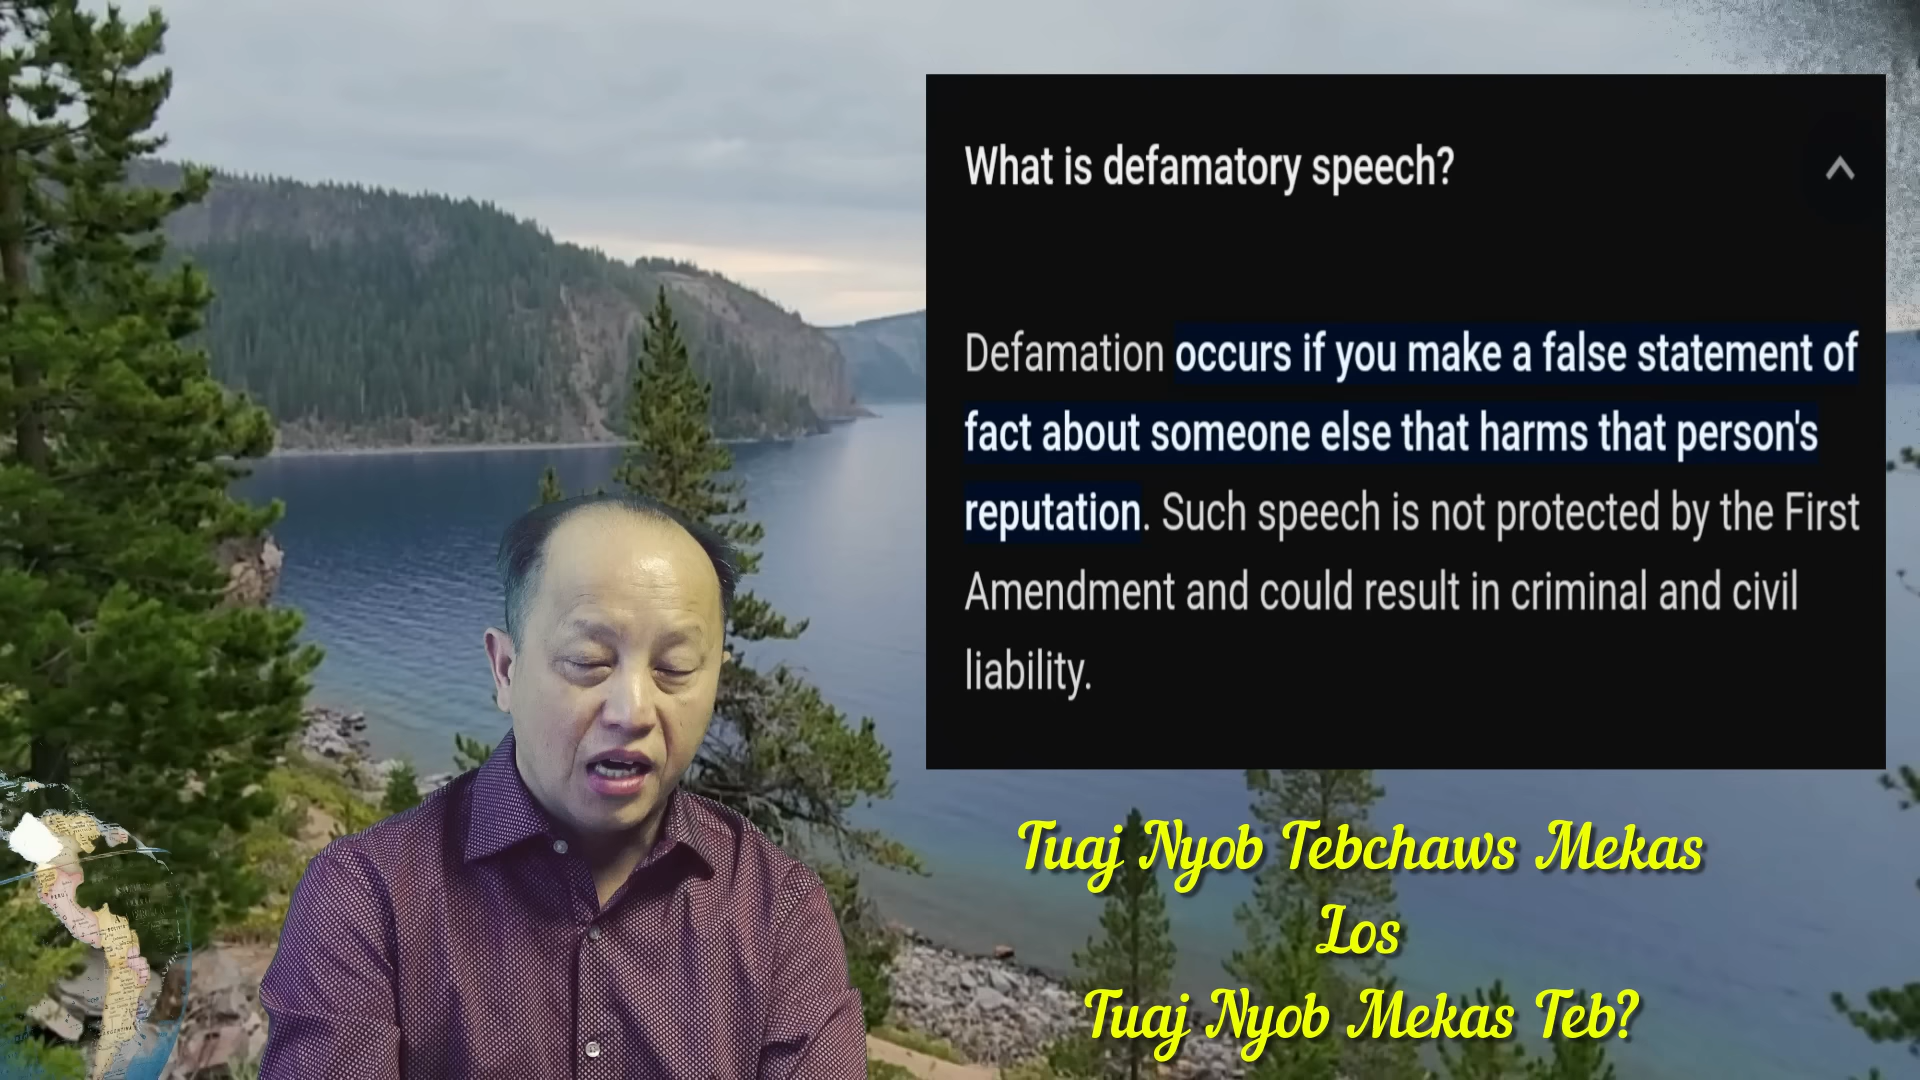 What is defamatory speech?
Defamation occurs if you make a false statement of
fact about someone else that harms that person's
reputation. Such speech is not protected by the First
Amendment and could result in criminal and civil
liability.
Tuaj Nyob Tebchaws Mekas
Los
Tuaj Nyob Mekas Teb?